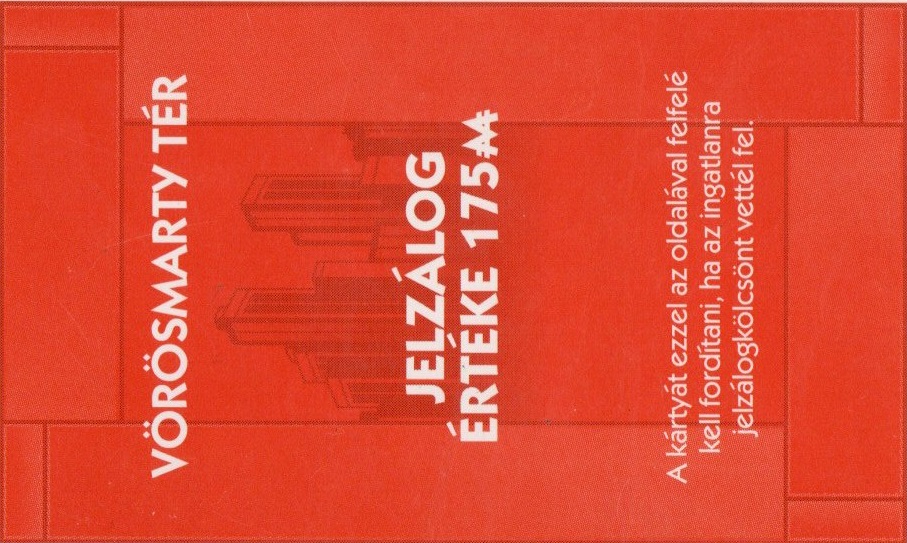 VÖRÖSMARTY TÉR
JELZÁLOG
ÉRTÉKE 175₳
A kártyát ezzel az oldalával felfelé
kell fordítani, ha az ingatlanra
jelzálogkölcsönt vettél fel.